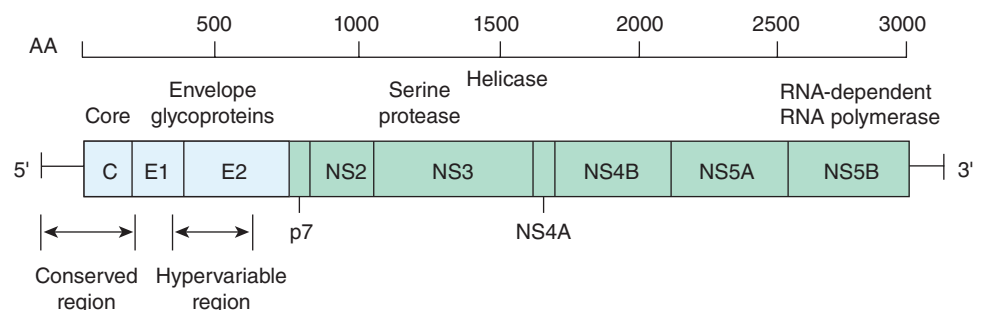 500 1000 1500 2000 2500 3000
AA
Helicase
Envelope glycoproteins
Serine protease
RNA-dependent RNA polymerase
Core
5' C E1 E2 NS2 NS3 NS4B NS5A NS5B 3'
p7 NS4A
Conserved region
Hypervariable region